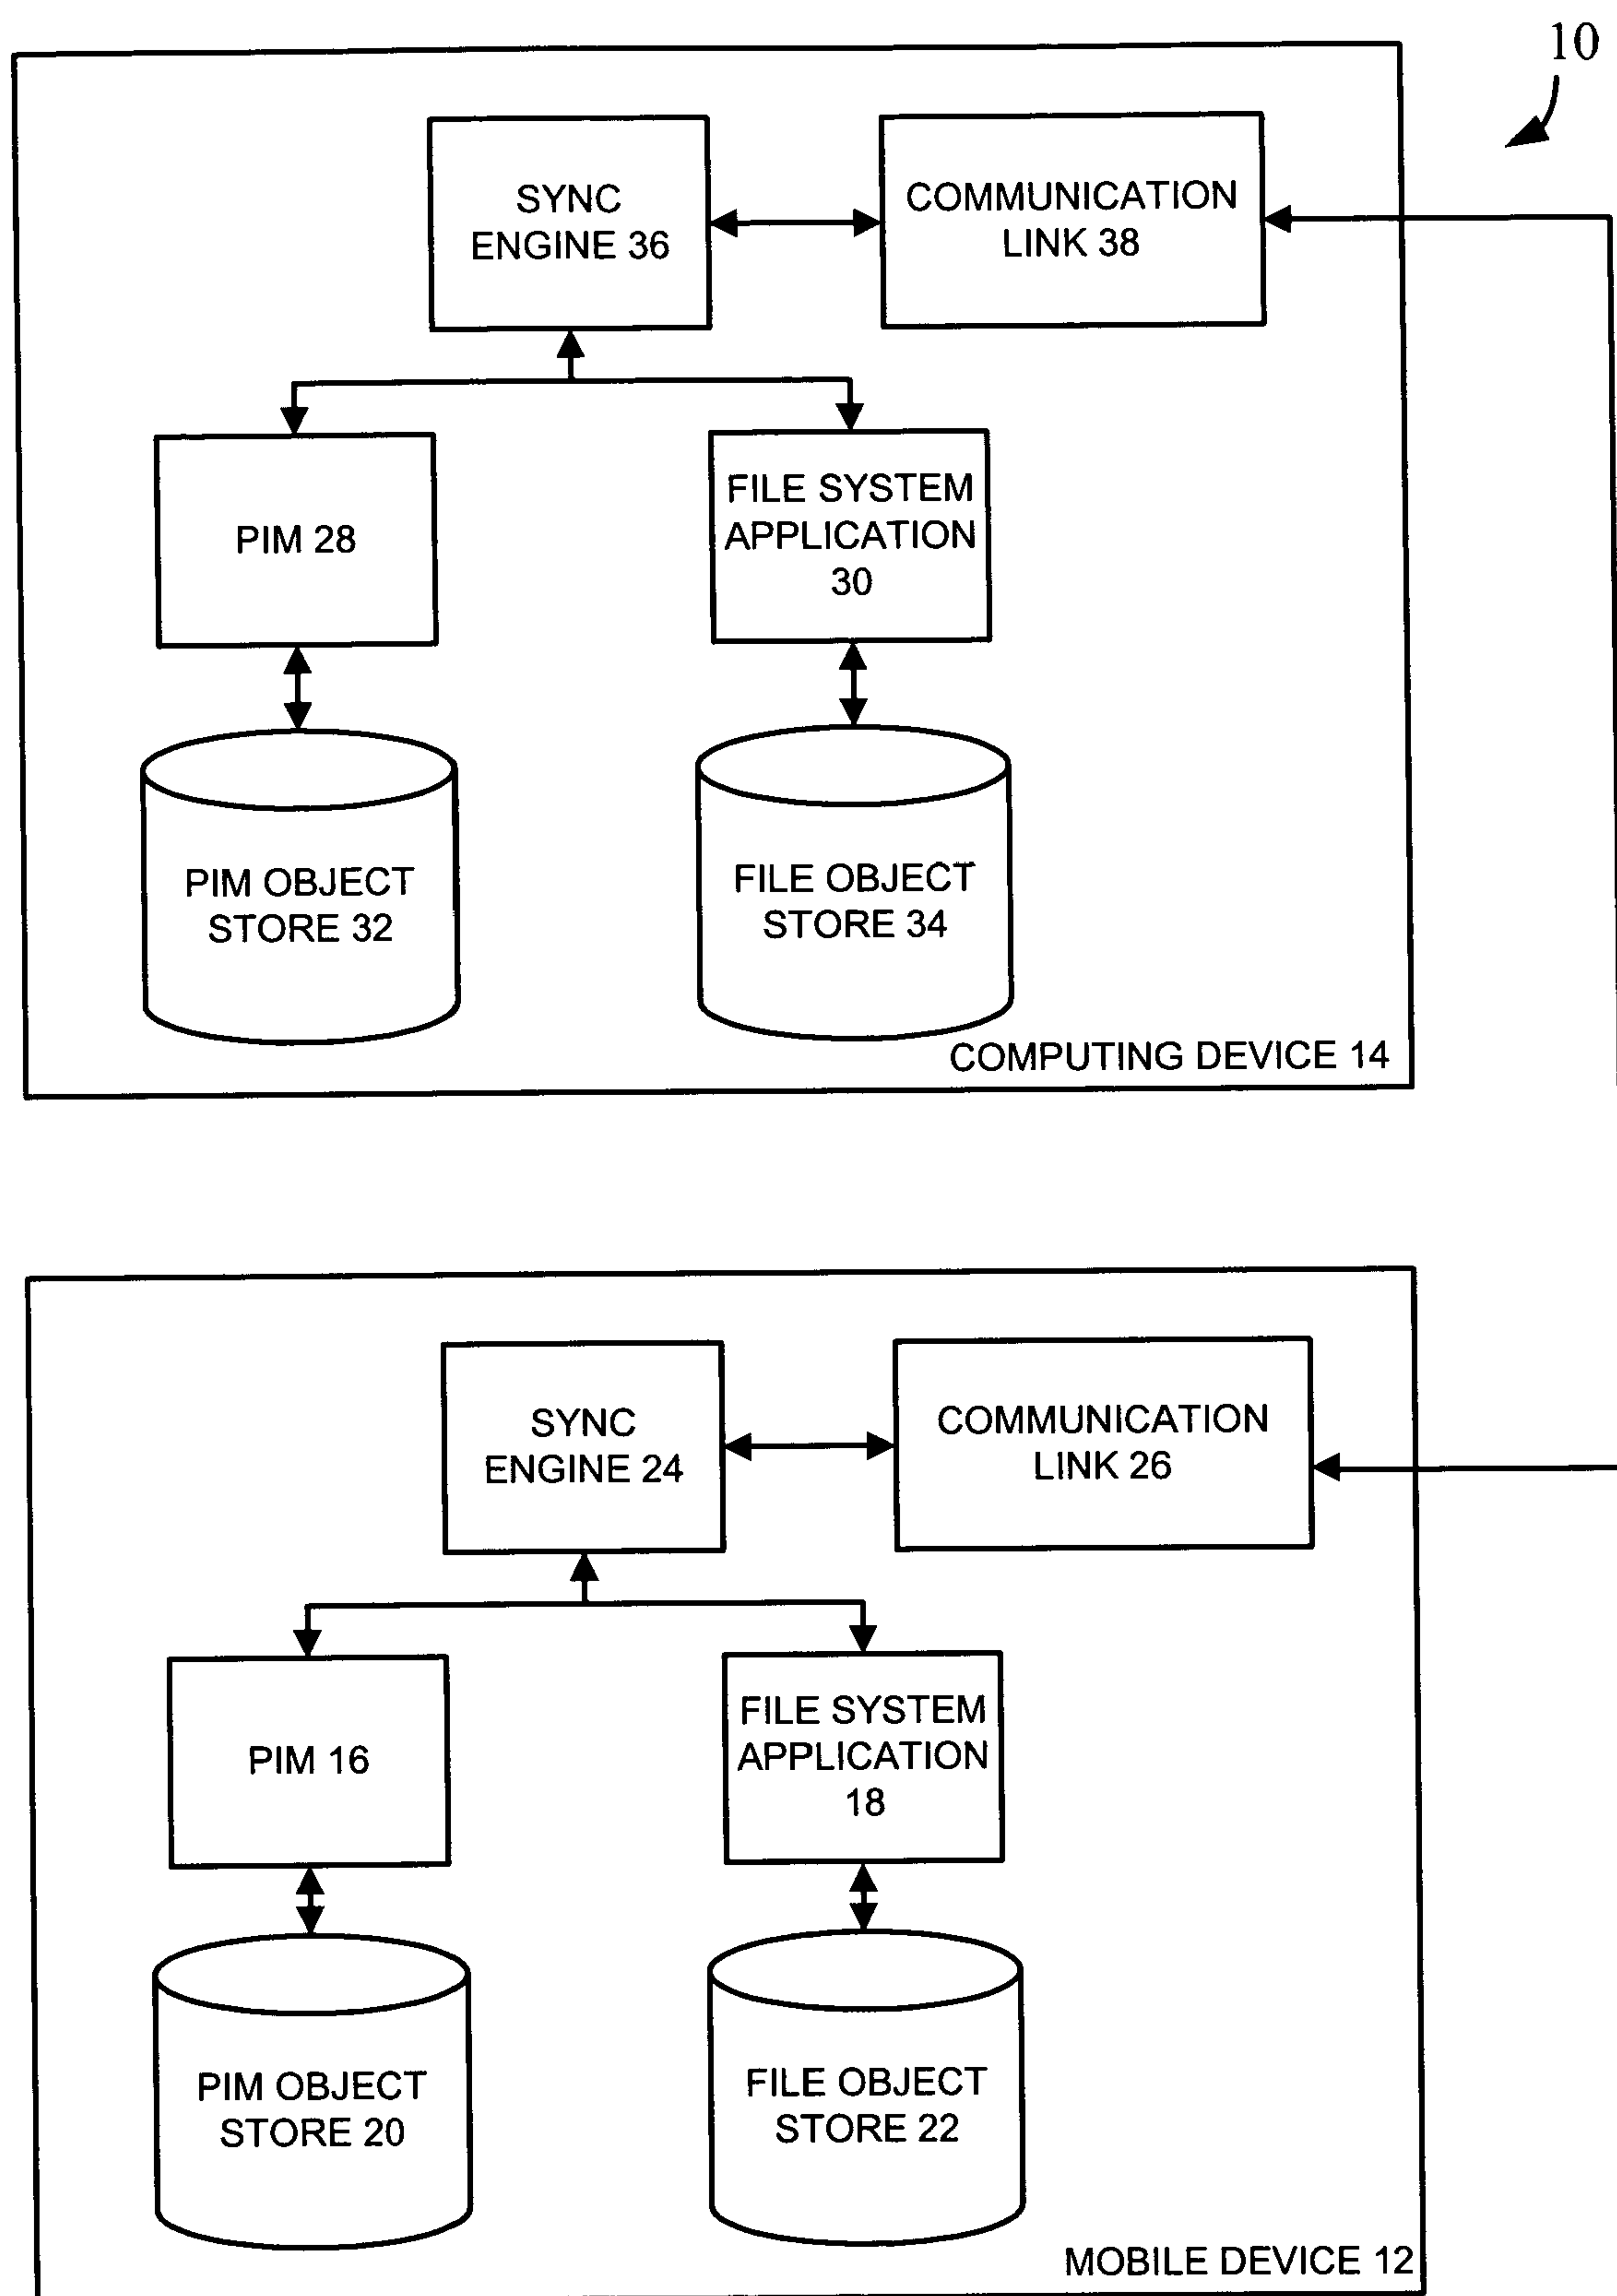 10
SYNC
ENGINE 36
COMMUNICATION
LINK 38
PIM 28
FILE SYSTEM
APPLICATION
30
PIM OBJECT
STORE 32
FILE OBJECT
STORE 34
COMPUTING DEVICE 14
SYNC
ENGINE 24
COMMUNICATION
LINK 26
PIM 16
FILE SYSTEM
APPLICATION
18
PIM OBJECT
STORE 20
FILE OBJECT
STORE 22
MOBILE DEVICE 12